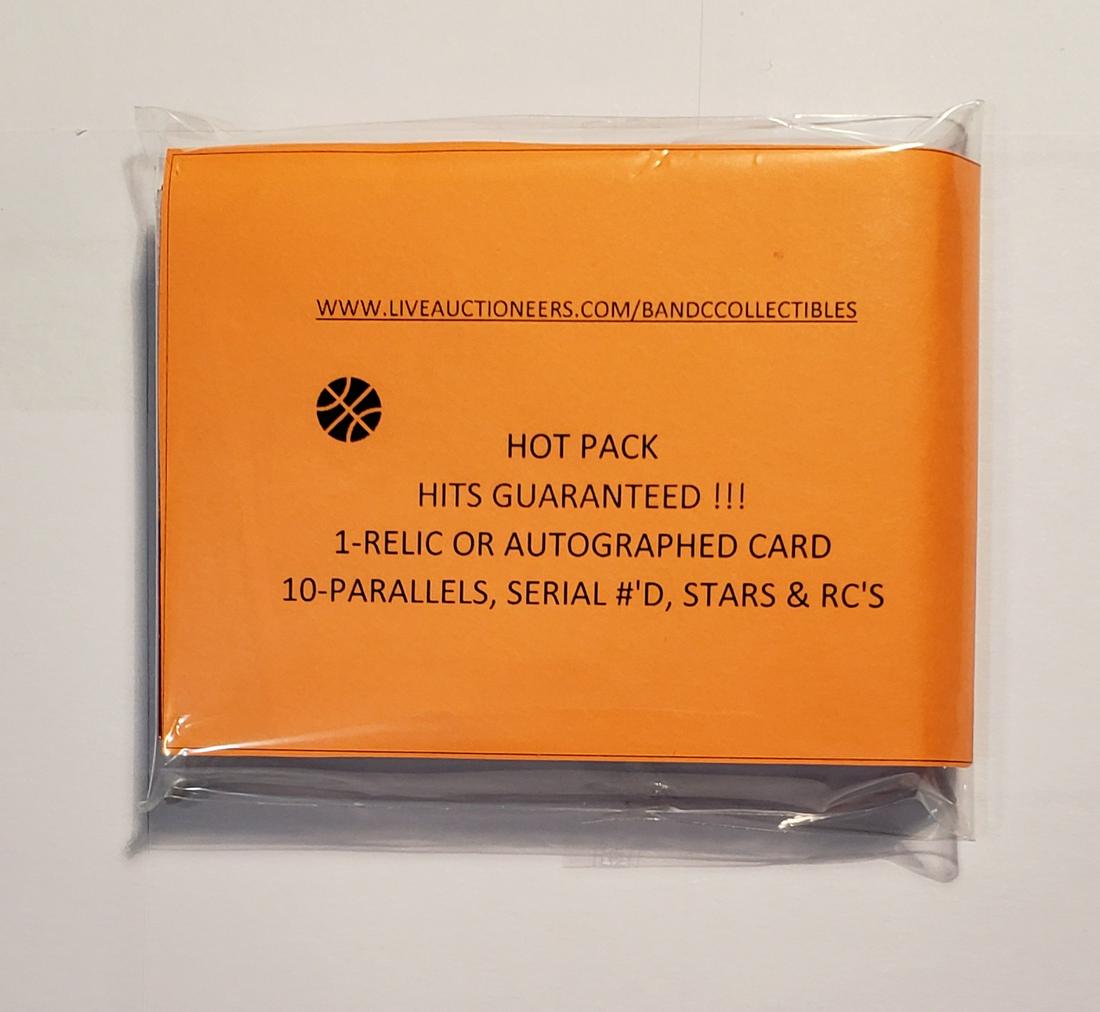 WWW.LIVEAUCTIONEERS.COM/BANDCCOLLECTIBLES
HOT PACK
HITS GUARANTEED !!!
1-RELIC OR AUTOGRAPHED CARD
10-PARALLELS, SERIAL #'D, STARS & RC'S